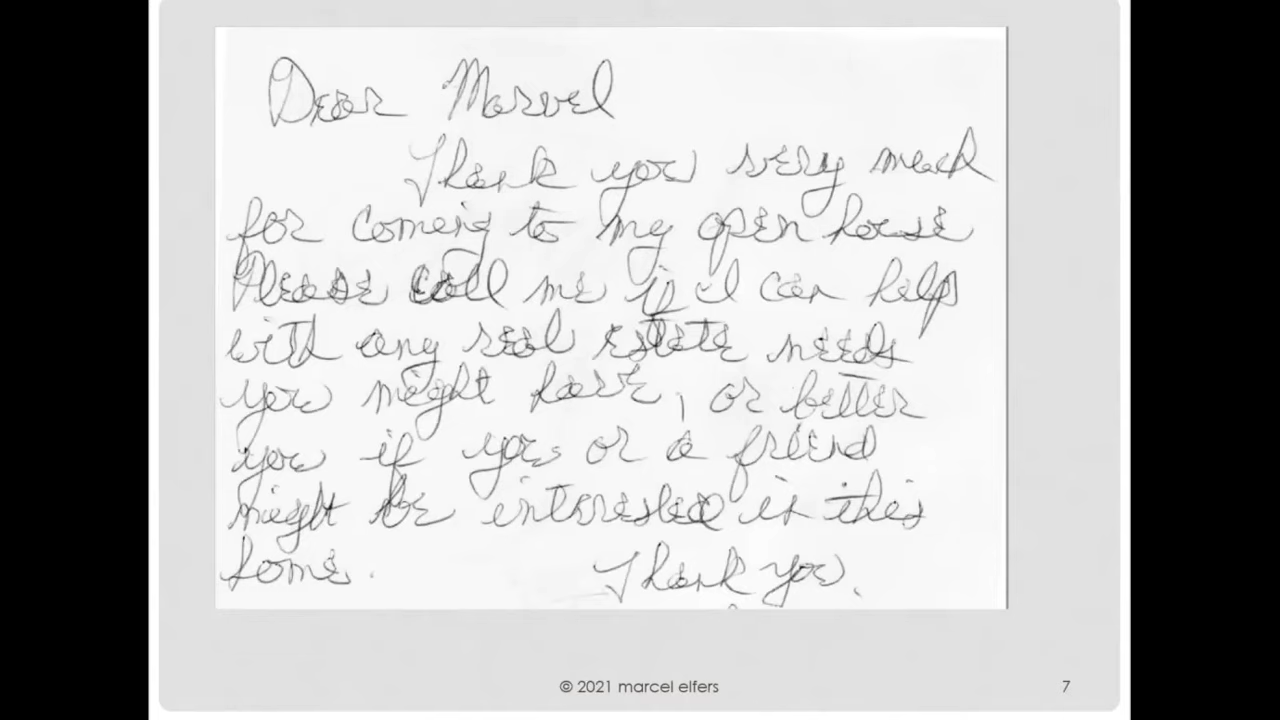 Dear Marvel
Thank you very much
for coming to my open house
Please call me if I can help
with any real estate needs
you might have, or better
you if you or a friend
might be interested in this
home.
Thank you.
© 2021 marcel elfers
7